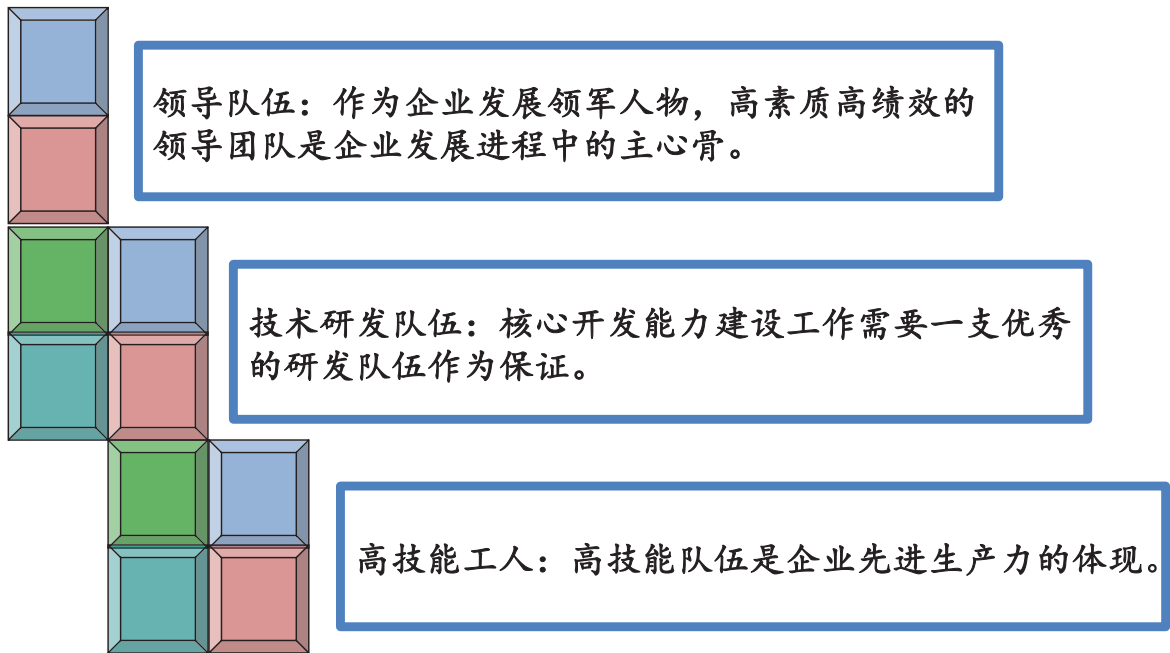 领导队伍：作为企业发展领军人物，高素质高绩效的
领导团队是企业发展进程中的主心骨。
技术研发队伍：核心开发能力建设工作需要一支优秀
的研发队伍作为保证。
高技能工人：高技能队伍是企业先进生产力的体现。